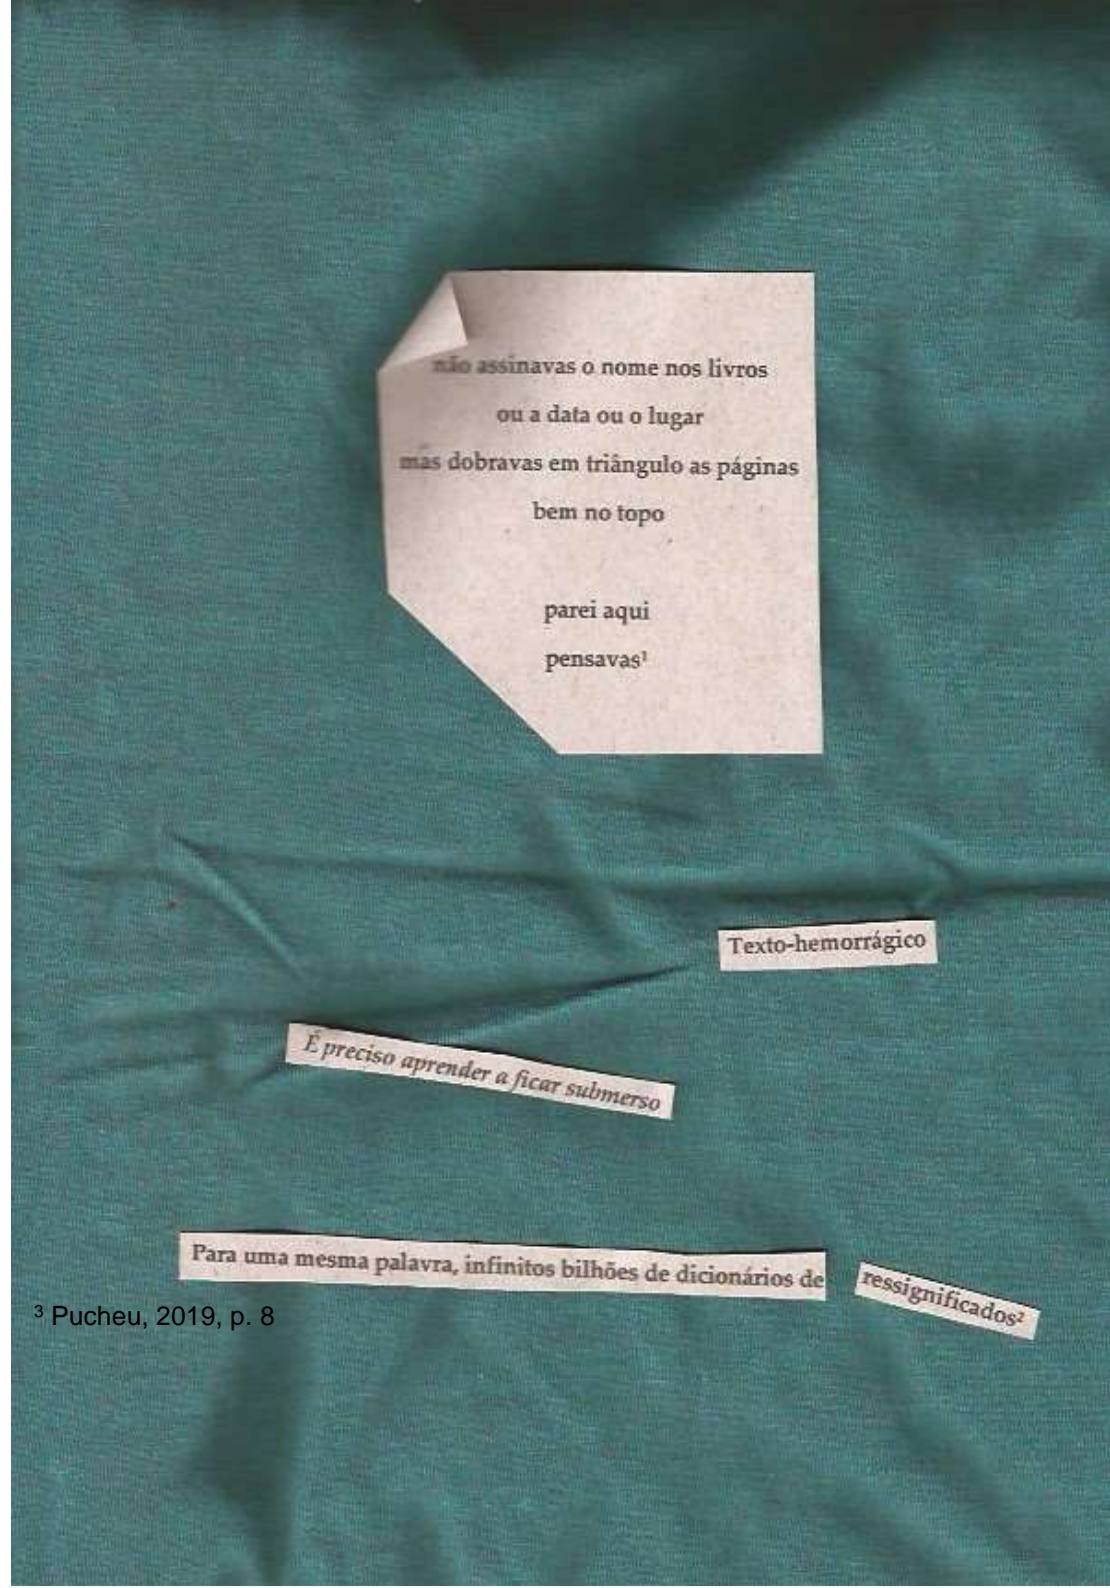 não assinavas o nome nos livros
ou a data ou o lugar
mas dobravas em triângulo as páginas
bem no topo
parei aqui
pensavas¹
Texto-hemorrágico
É preciso aprender a ficar submerso
Para uma mesma palavra, infinitos bilhões de dicionários de ressignificados²
³ Pucheu, 2019, p. 8